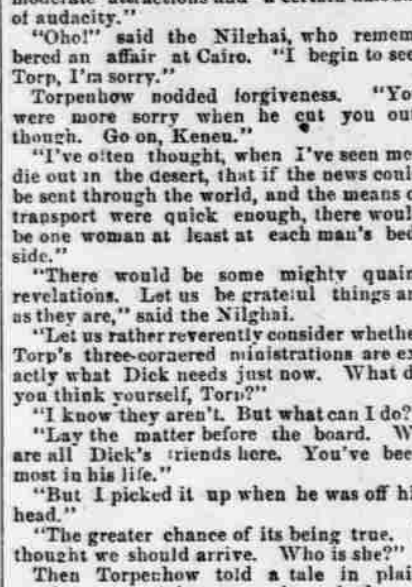 of audacity."
"Oho!" said the Nilghai, who remem-
bered an affair at Cairo. "I begin to see
Torp, I'm sorry."
Torpenhow nodded forgiveness. "You
were more sorry when he cut you out
though. Go on, Keneu."
"I've often thought, when I've seen me
die out in the desert, that if the news coul
be sent through the world, and the means o
transport were quick enough, there woul
be one woman at least at each man's bed
side."
"There would be some mighty quain
revelations. Let us be grateful things ar
as they are," said the Nilghai.
"Let us rather reverently consider whethe
Torp's three-cornered ministrations are ex
actly what Dick needs just now. What d
you think yourself, Torp?"
"I know they aren't. But what can I do?
"Lay the matter before the board. W
are all Dick's friends here. You've bee
most in his life."
"But I picked it up when he was off hi
head."
"The greater chance of its being true.
thought we should arrive. Who is she?"
Then Torpenhow told a tale in plai